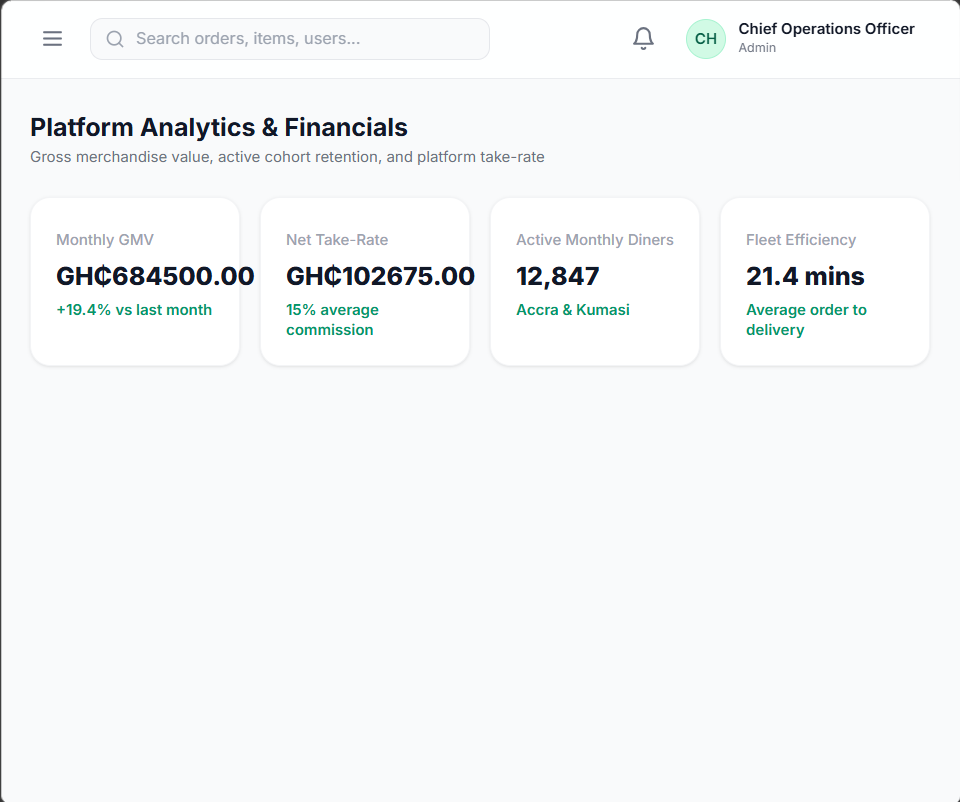 Search orders, items, users...
CH
Chief Operations Officer
Admin
Platform Analytics & Financials
Gross merchandise value, active cohort retention, and platform take-rate
Monthly GMV
GH₵684500.00
+19.4% vs last month
Net Take-Rate
GH₵102675.00
15% average
commission
Active Monthly Diners
12,847
Accra & Kumasi
Fleet Efficiency
21.4 mins
Average order to
delivery